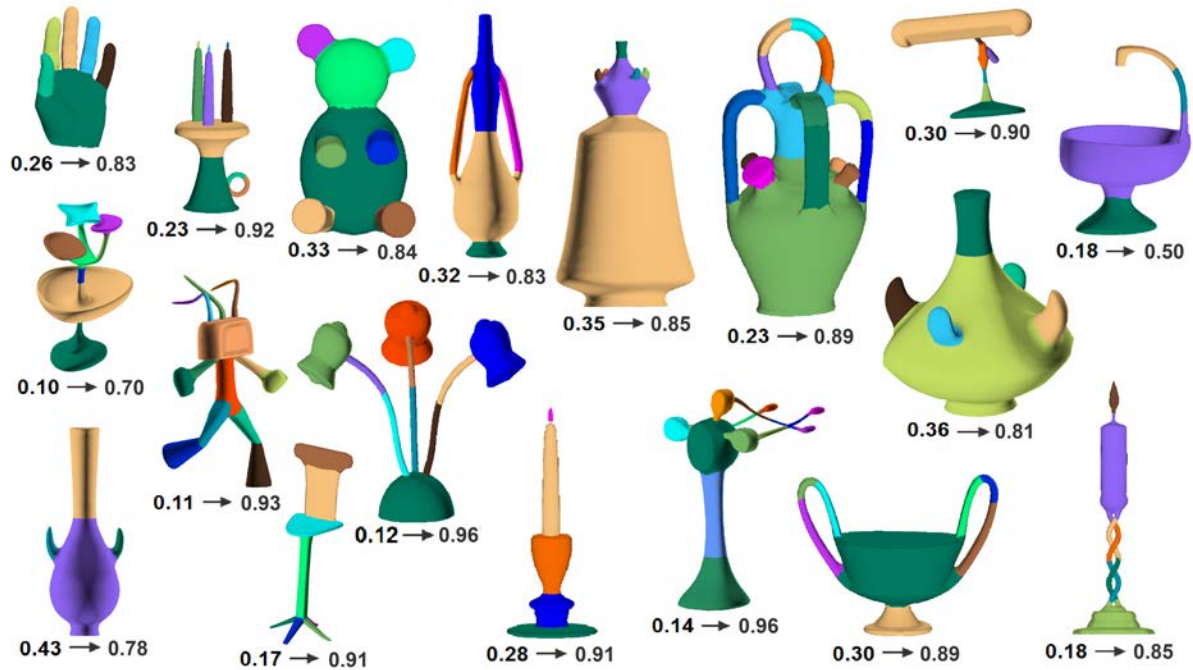 0.26 → 0.83
0.23 → 0.92
0.33 → 0.84
0.32 → 0.83
0.35 → 0.85
0.23 → 0.89
0.30 → 0.90
0.18 → 0.50
0.10 → 0.70
0.11 → 0.93
0.12 → 0.96
0.36 → 0.81
0.43 → 0.78
0.17 → 0.91
0.28 → 0.91
0.14 → 0.96
0.30 → 0.89
0.18 → 0.85